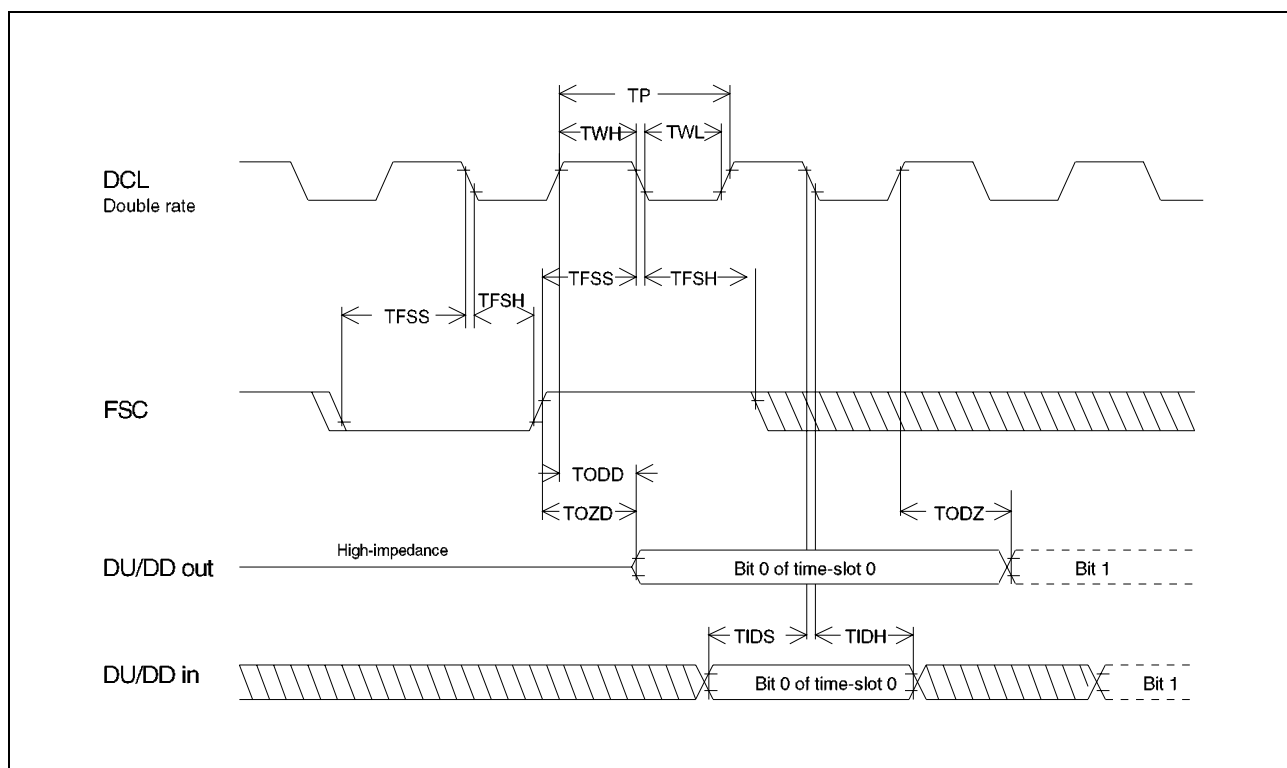 TP
TWH TWL
DCL
Double rate
TFSS TFSH
TFSS TFSH
FSC
TODD
TOZD TODZ
High-impedance
DU/DD out Bit 0 of time-slot 0 Bit 1
TIDS TIDH
DU/DD in Bit 0 of time-slot 0 Bit 1